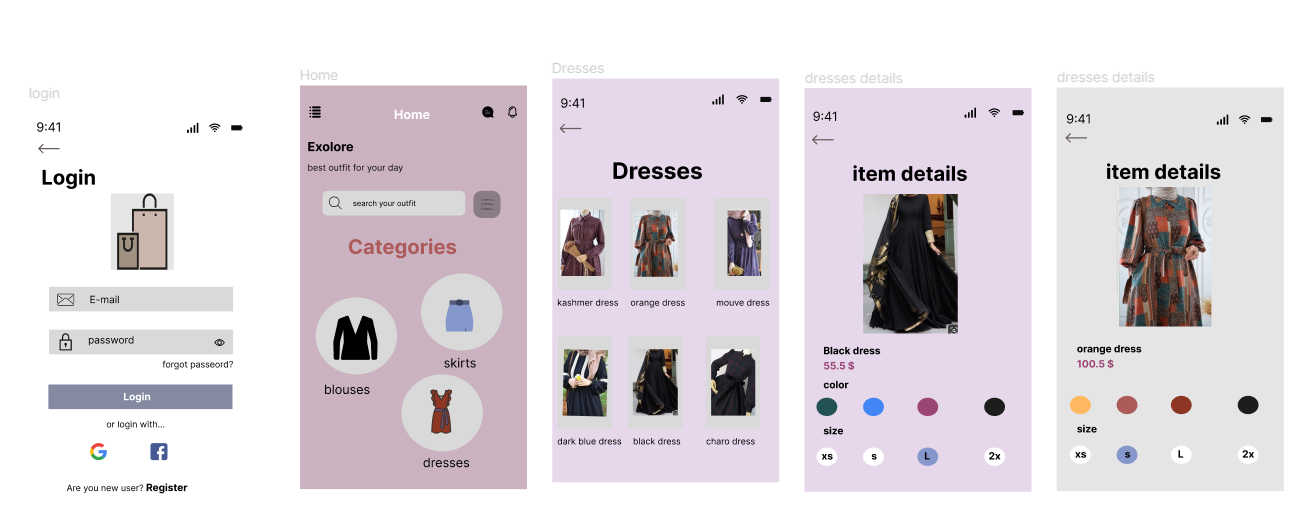 login
9:41
Login
E-mail
password
forgot passeord?
Login
or login with...
Are you new user? Register
Home
Home
Exolore
best outfit for your day
search your outfit
Categories
blouses
skirts
dresses
Dresses
9:41
Dresses
kashmer dress
orange dress
mouve dress
dark blue dress
black dress
charo dress
dresses details
9:41
item details
Black dress
55.5 $
color
size
xs
s
L
2x
dresses details
9:41
item details
orange dress
100.5 $
size
xs
s
L
2x